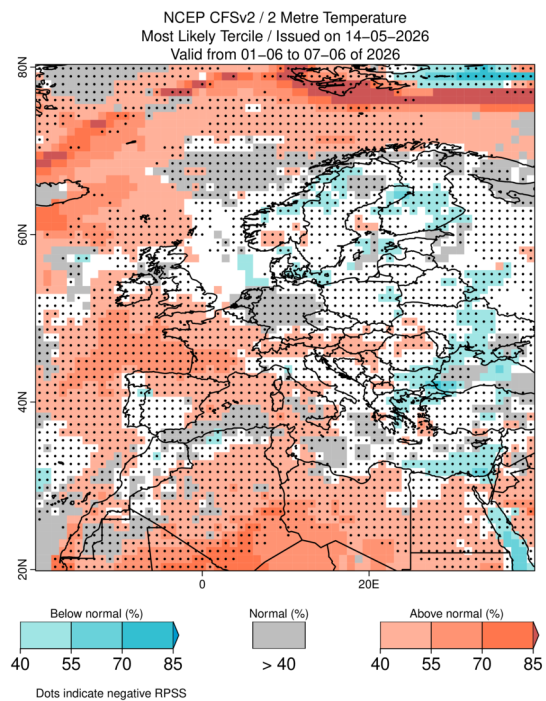 NCEP CFSv2 / 2 Metre Temperature
Most Likely Tercile / Issued on 14−05−2026
Valid from 01−06 to 07−06 of 2026
80N
60N
40N
20N
0
20E
Below normal (%)
Normal (%)
Above normal (%)
40 55 70 85
> 40
40 55 70 85
Dots indicate negative RPSS